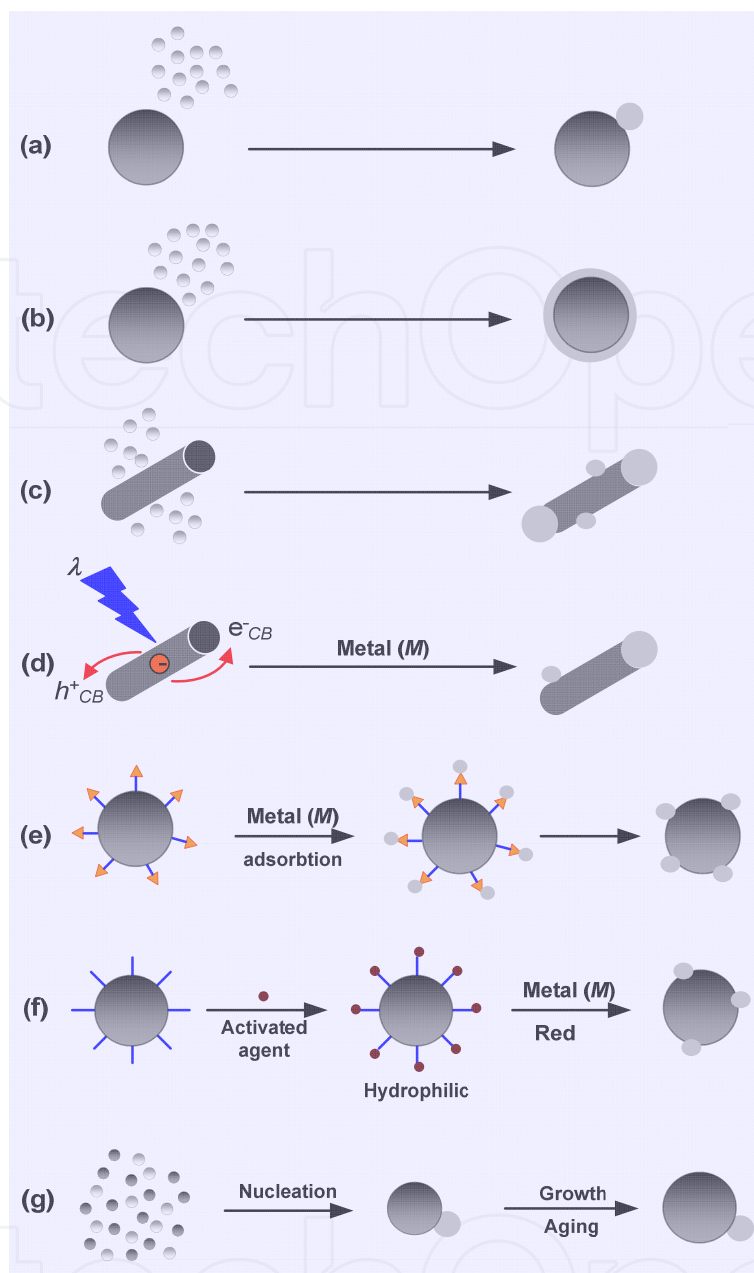 (a)
(b)
(c)
λ
(d)
e⁻CB
h⁺CB
Metal (M)
(e)
Metal (M)
adsorbtion
(f)
Activated
agent
Hydrophilic
Metal (M)
Red
(g)
Nucleation
Growth
Aging